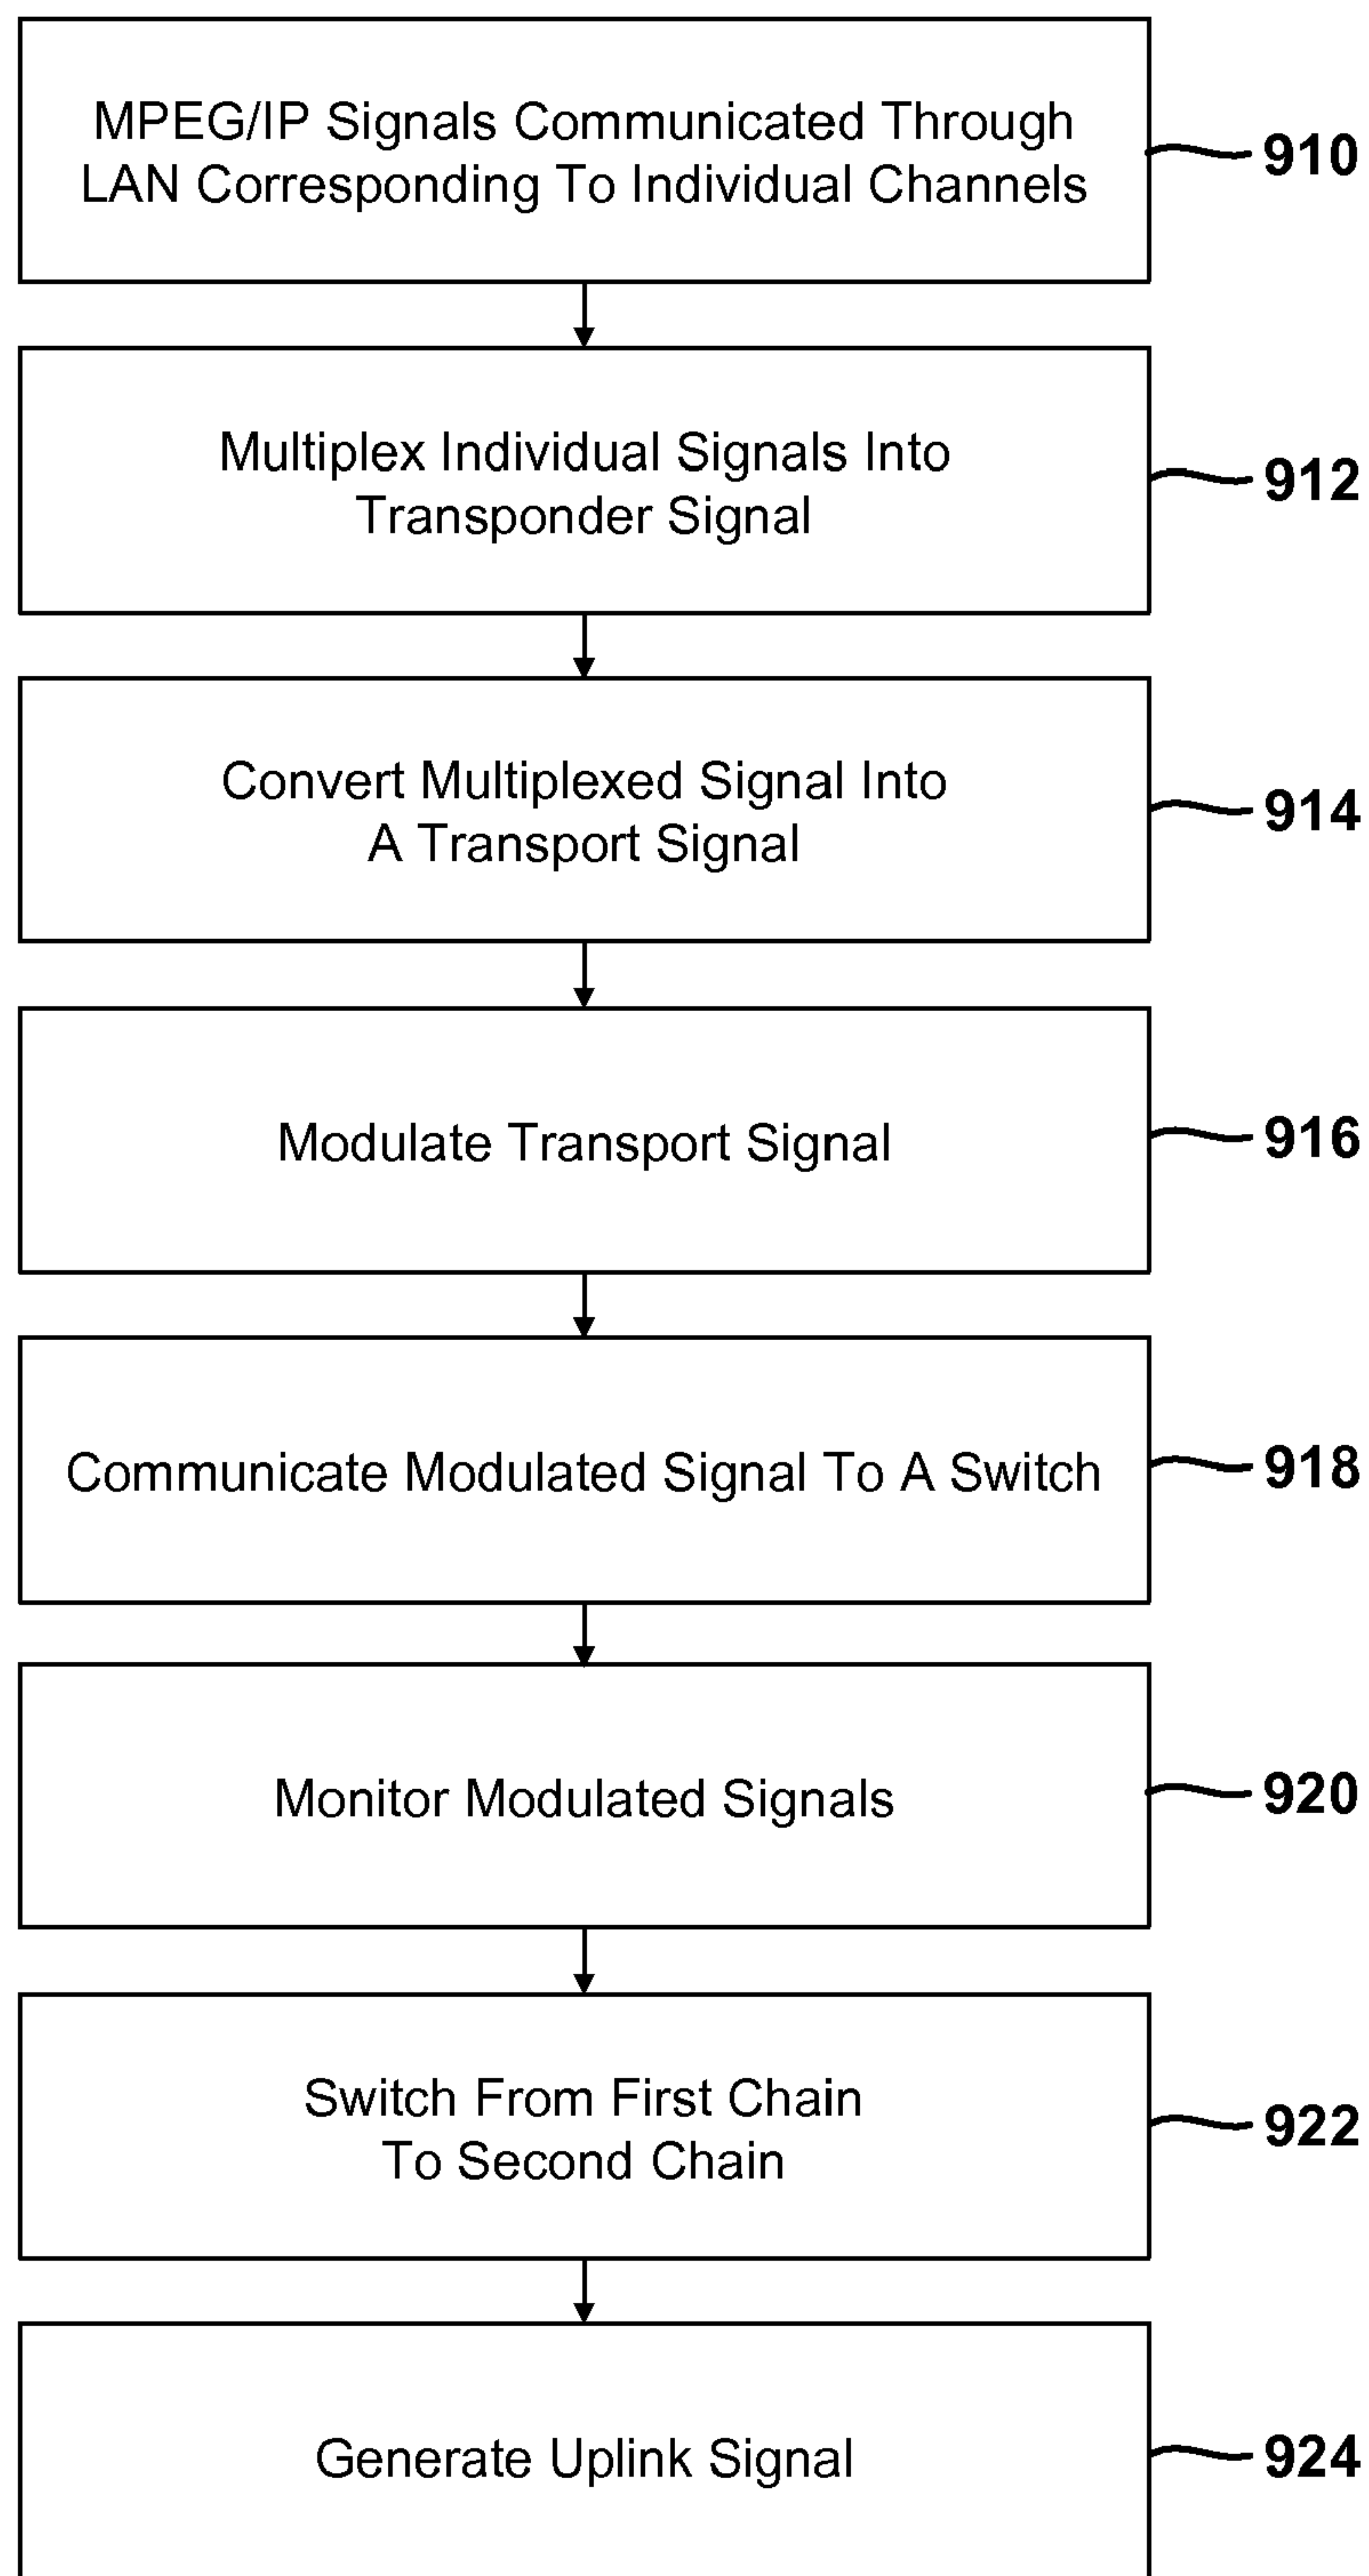 MPEG/IP Signals Communicated Through
LAN Corresponding To Individual Channels
910
Multiplex Individual Signals Into
Transponder Signal
912
Convert Multiplexed Signal Into
A Transport Signal
914
Modulate Transport Signal
916
Communicate Modulated Signal To A Switch
918
Monitor Modulated Signals
920
Switch From First Chain
To Second Chain
922
Generate Uplink Signal
924